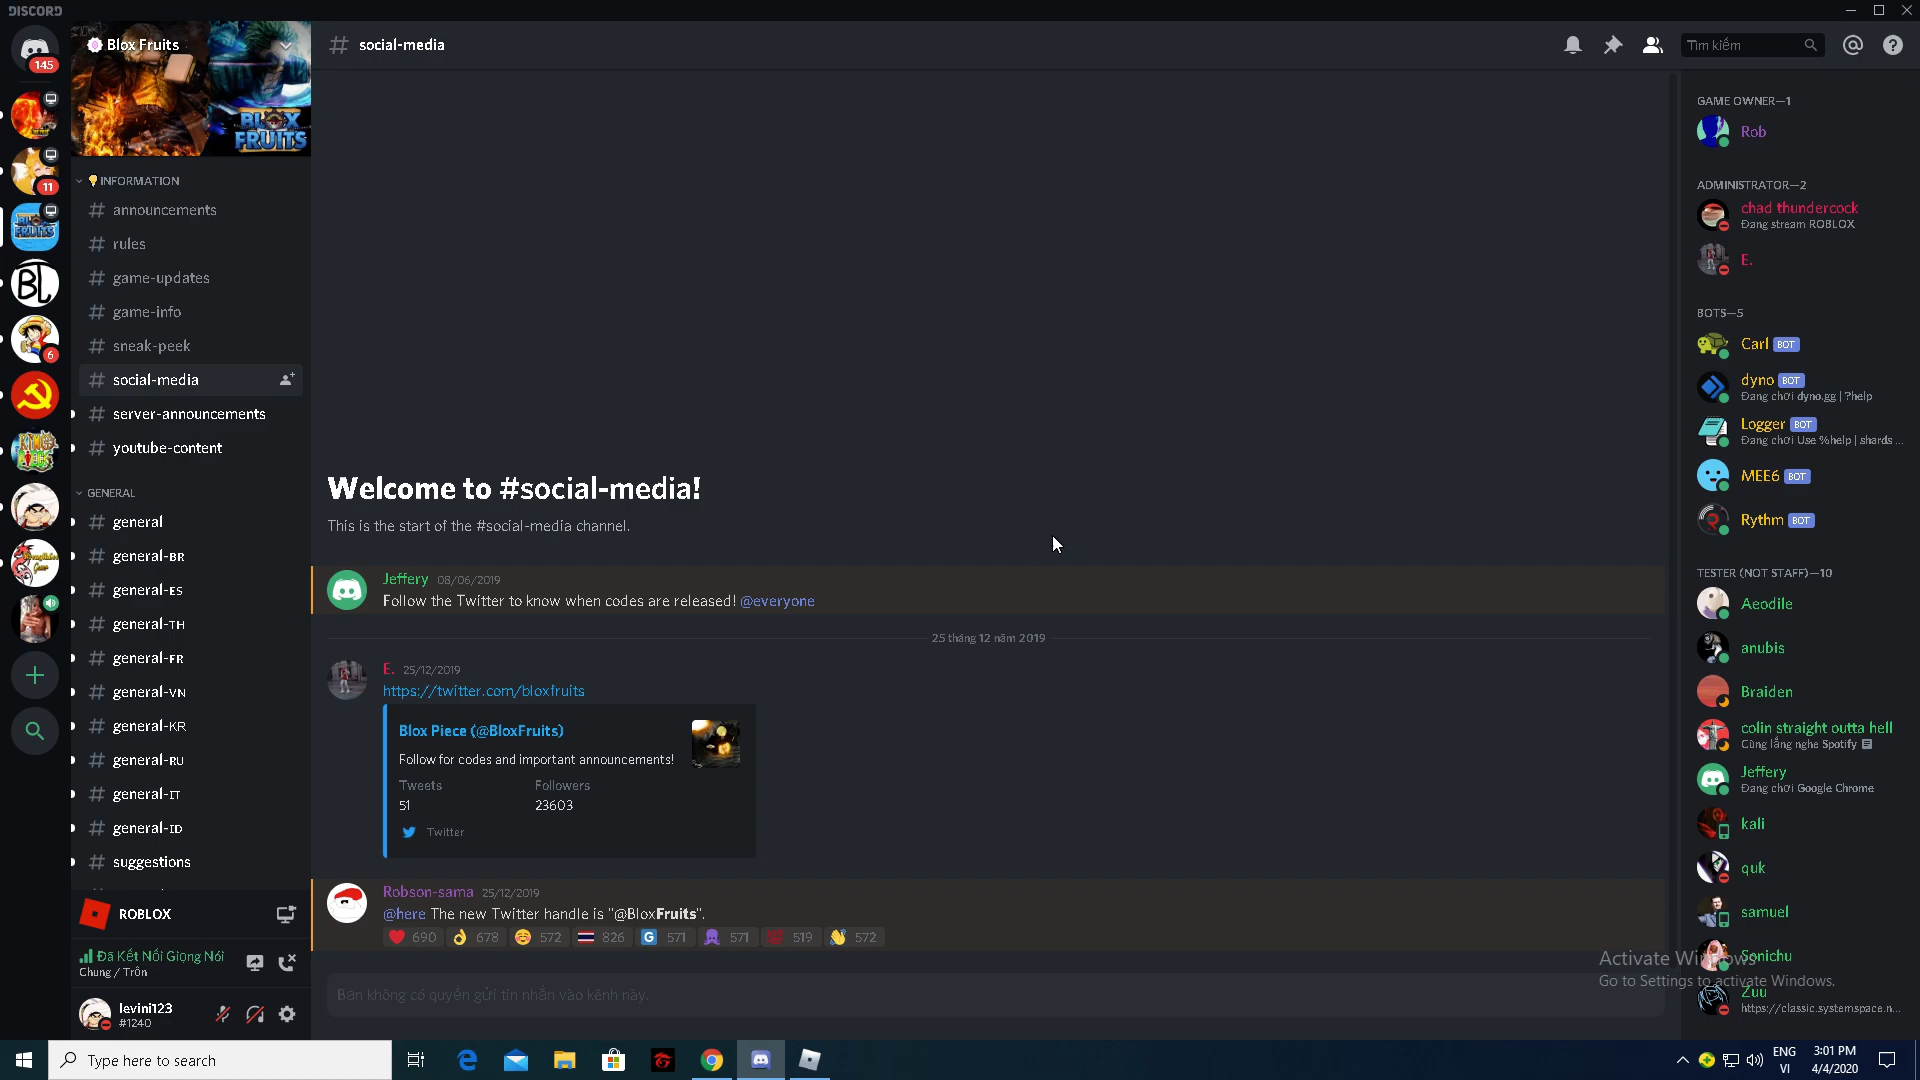 DISCORD
145
11
BL
6
Blox Fruits
BLOX
FRUITS
INFORMATION
announcements
rules
game-updates
game-info
sneak-peek
social-media
server-announcements
youtube-content
GENERAL
general
general-BR
general-ES
general-TH
general-FR
general-VN
general-KR
general-RU
general-IT
general-ID
suggestions
ROBLOX
Đã Kết Nối Giọng Nói
Chung / Trôn
levini123
#1240
# social-media
Tìm kiếm
Welcome to #social-media!
This is the start of the #social-media channel.
Jeffery 08/06/2019
Follow the Twitter to know when codes are released! @everyone
25 tháng 12 năm 2019
E. 25/12/2019
https://twitter.com/bloxfruits
Blox Piece (@BloxFruits)
Follow for codes and important announcements!
Tweets Followers
51 23603
Twitter
Robson-sama 25/12/2019
@here The new Twitter handle is "@BloxFruits".
690 678 572 826 G 571 571 519 572
Bạn không có quyền gửi tin nhắn vào kênh này.
GAME OWNER—1
Rob
ADMINISTRATOR—2
chad thundercock
Đang stream ROBLOX
E.
BOTS—5
Carl BOT
dyno BOT
Đang chơi dyno.gg | ?help
Logger BOT
Đang chơi Use %help | shards ...
MEE6 BOT
Rythm BOT
TESTER (NOT STAFF)—10
Aeodile
anubis
Braiden
colin straight outta hell
Cùng lắng nghe Spotify
Jeffery
Đang chơi Google Chrome
kali
quk
samuel
Sonichu
Zuu
https://classic.systemspace.n...
Activate Windows
Go to Settings to activate Windows.
Type here to search
ENG
VI
3:01 PM
4/4/2020